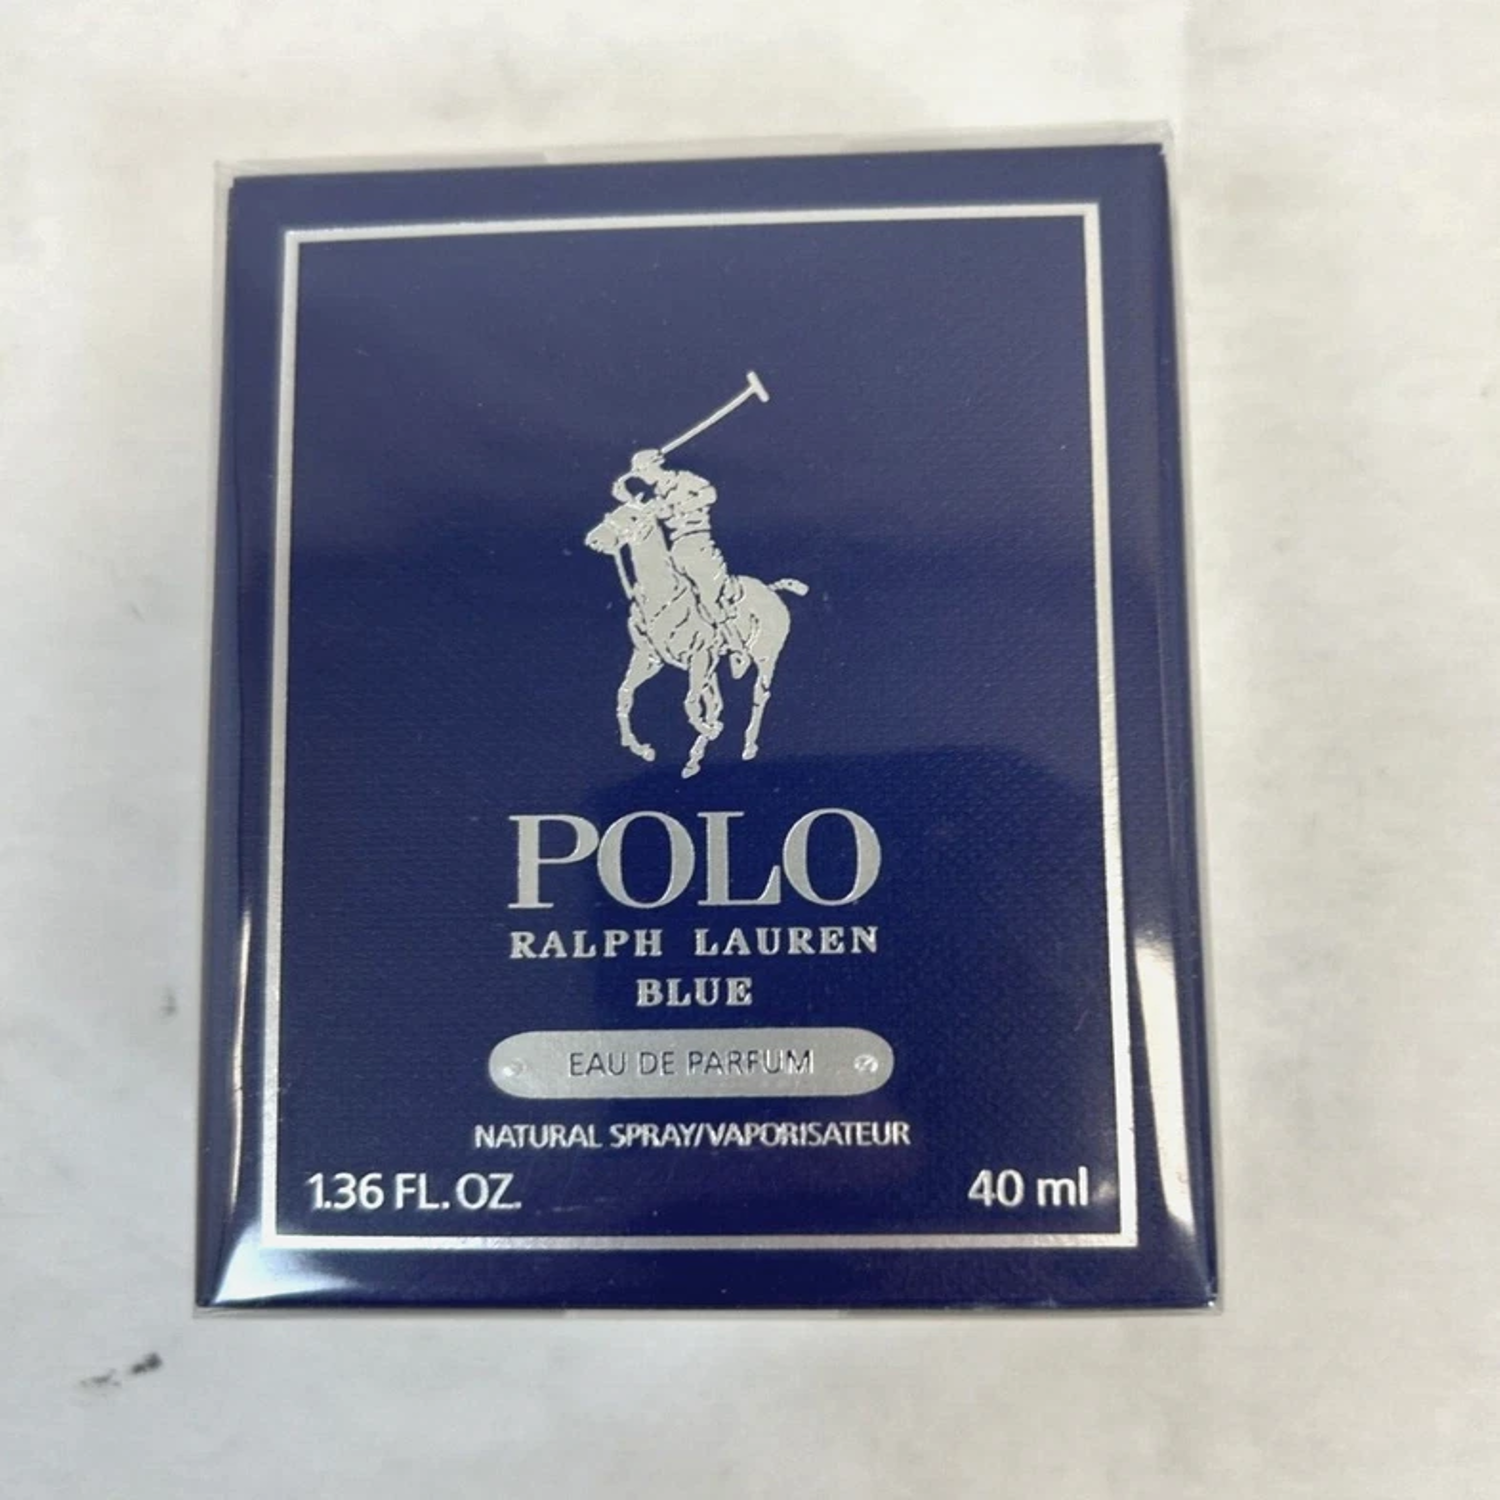 POLO
RALPH LAUREN
BLUE
EAU DE PARFUM
NATURAL SPRAY/VAPORISATEUR
1.36 FL. OZ. 40 ml